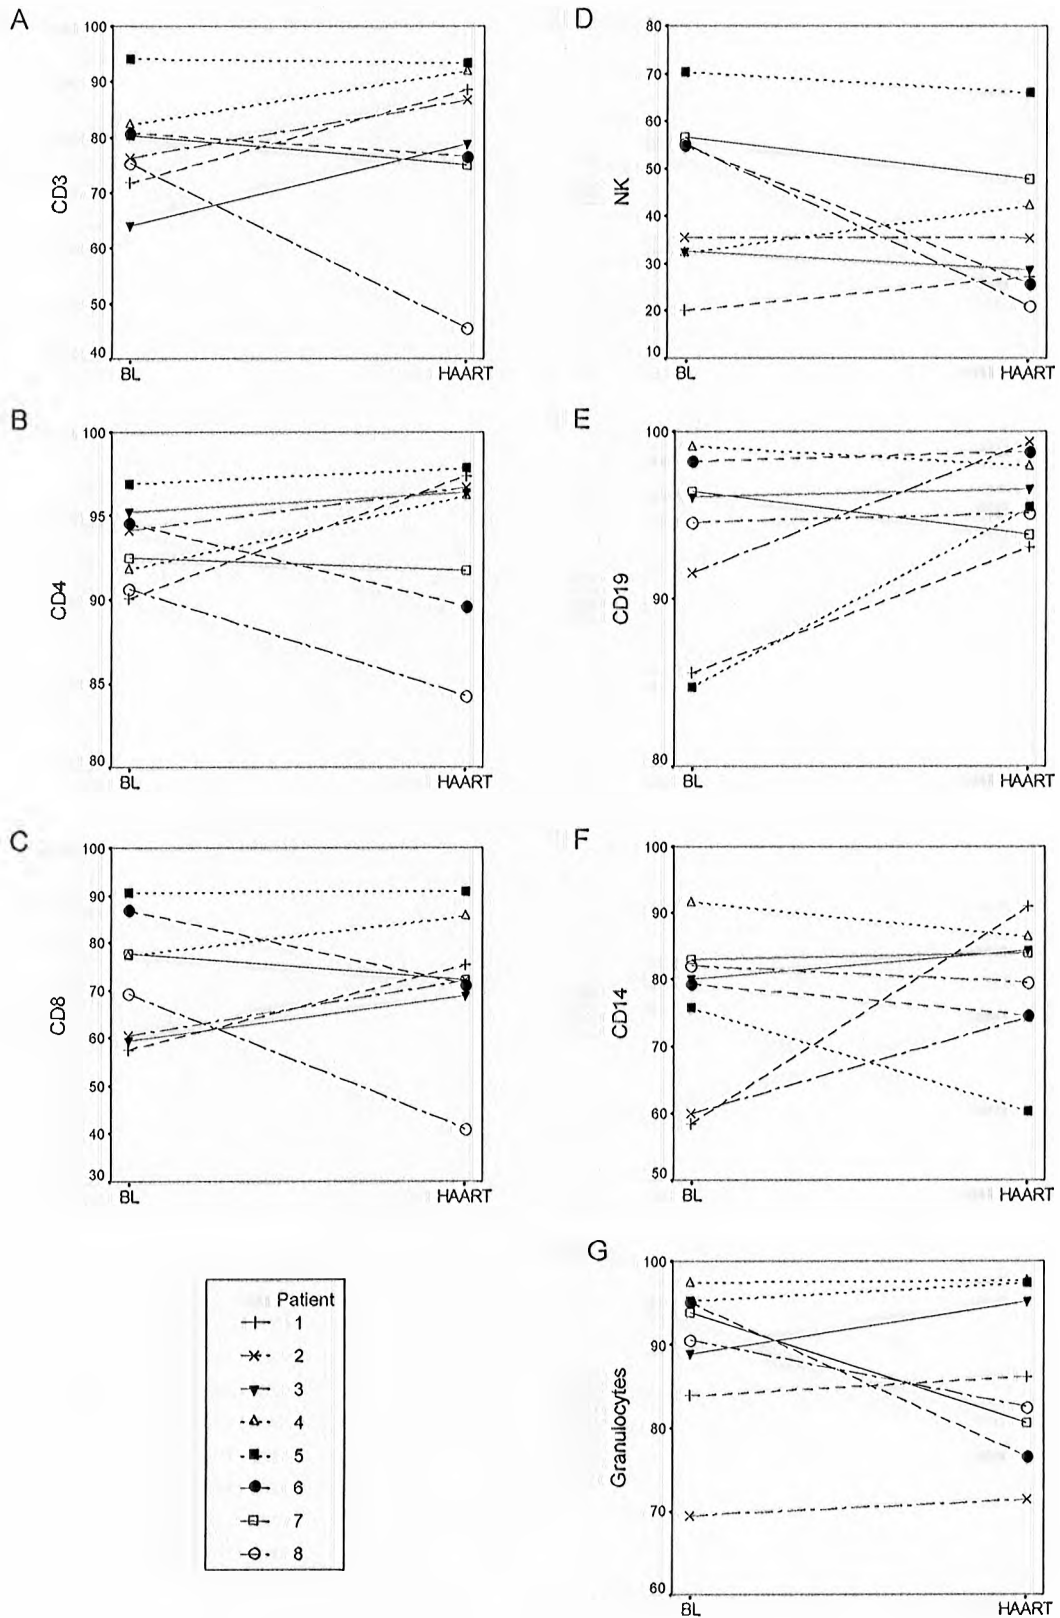 A
100
90
80
70
60
50
40
CD3
BL
HAART
B
100
95
90
85
80
CD4
BL
HAART
C
100
90
80
70
60
50
40
30
CD8
BL
HAART
Patient
1
2
3
4
5
6
7
8
D
80
70
60
50
40
30
20
10
NK
BL
HAART
E
100
90
80
CD19
BL
HAART
F
100
90
80
70
60
50
CD14
BL
HAART
G
100
90
80
70
60
Granulocytes
BL
HAART